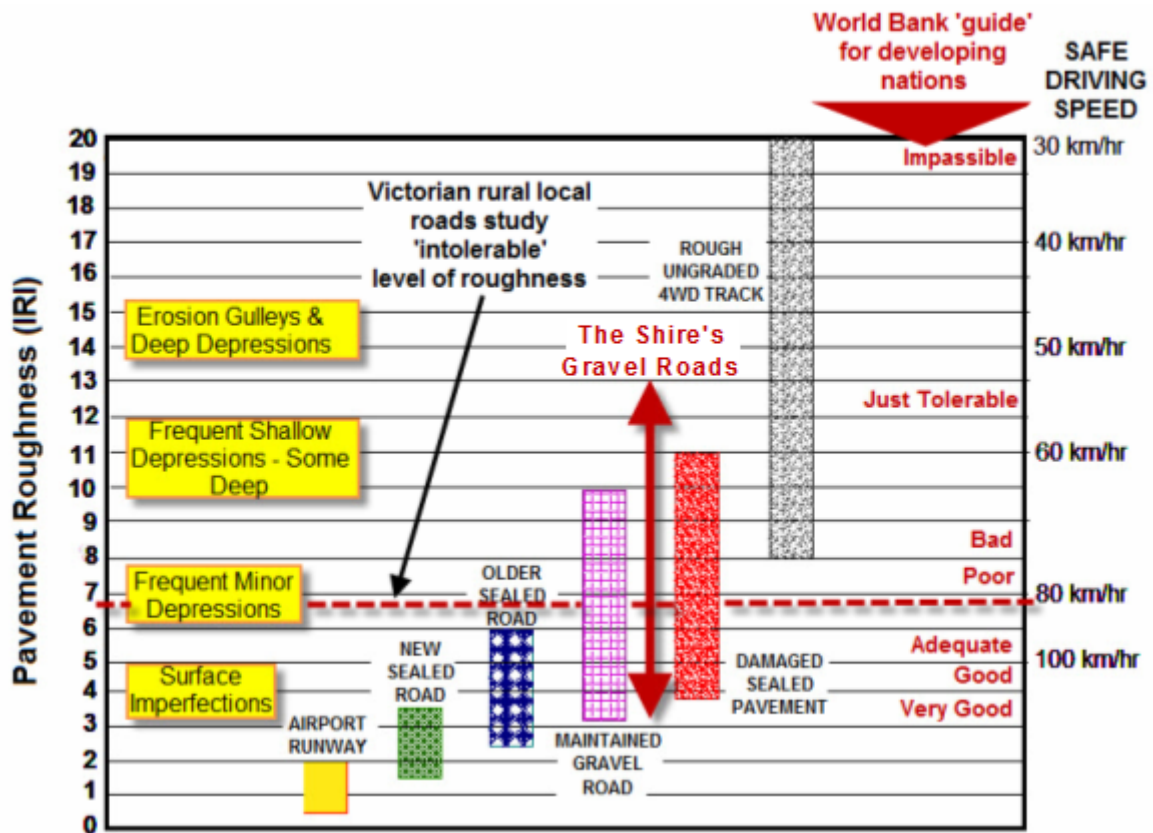 World Bank 'guide'
for developing
nations
SAFE
DRIVING
SPEED
Pavement Roughness (IRI)
20
19
18
17
16
15
14
13
12
11
10
9
8
7
6
5
4
3
2
1
0
Victorian rural local
roads study
'intolerable'
level of roughness
Erosion Gulleys &
Deep Depressions
Frequent Shallow
Depressions - Some
Deep
Frequent Minor
Depressions
Surface
Imperfections
AIRPORT
RUNWAY
NEW
SEALED
ROAD
OLDER
SEALED
ROAD
MAINTAINED
GRAVEL
ROAD
The Shire's
Gravel Roads
DAMAGED
SEALED
PAVEMENT
ROUGH
UNGRADED
4WD TRACK
Impassible
Just Tolerable
Bad
Poor
Adequate
Good
Very Good
30 km/hr
40 km/hr
50 km/hr
60 km/hr
80 km/hr
100 km/hr